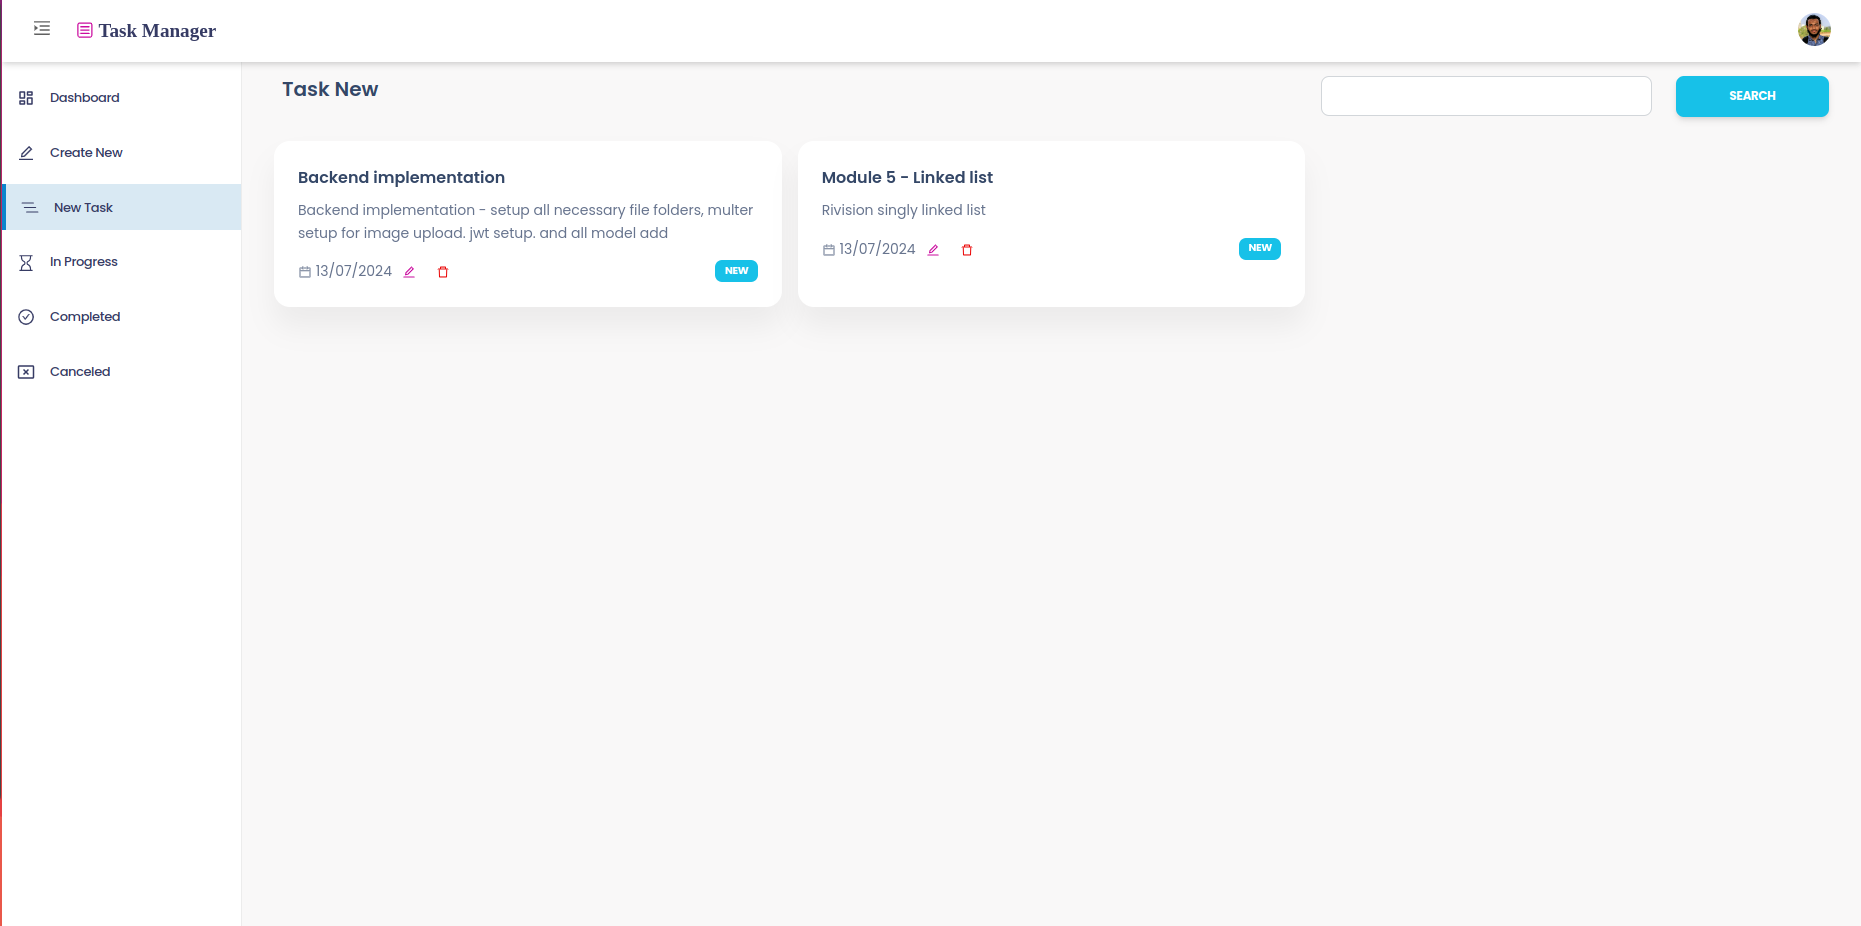 Task Manager
Dashboard
Create New
New Task
In Progress
Completed
Canceled
Task New
SEARCH
Backend implementation
Backend implementation - setup all necessary file folders, multer
setup for image upload. jwt setup. and all model add
13/07/2024
NEW
Module 5 - Linked list
Rivision singly linked list
13/07/2024
NEW